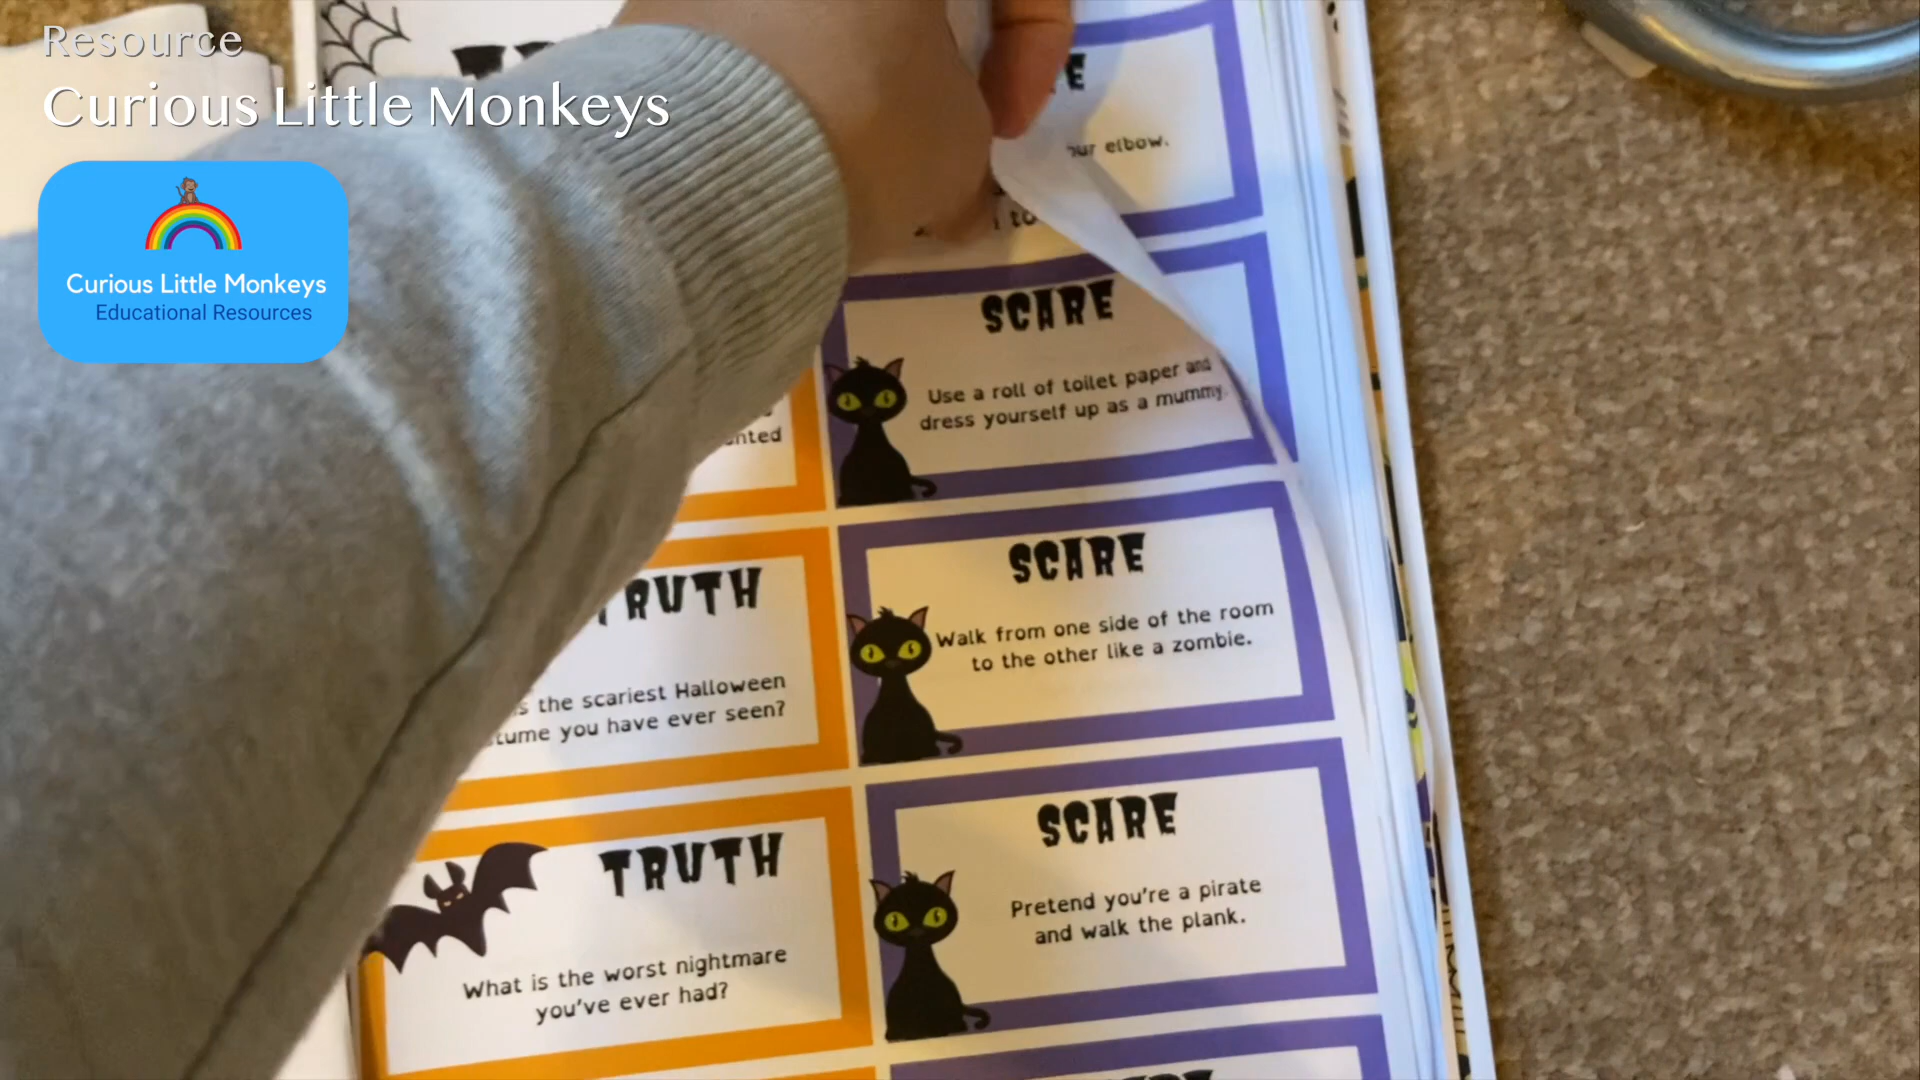 Resource
Curious Little Monkeys
Curious Little Monkeys
Educational Resources
elbow.
to
SCARE
Use a roll of toilet paper and
dress yourself up as a mummy.
SCARE
Walk from one side of the room
to the other like a zombie.
TRUTH
the scariest Halloween
you have ever seen?
SCARE
Pretend you're a pirate
and walk the plank.
TRUTH
What is the worst nightmare
you've ever had?